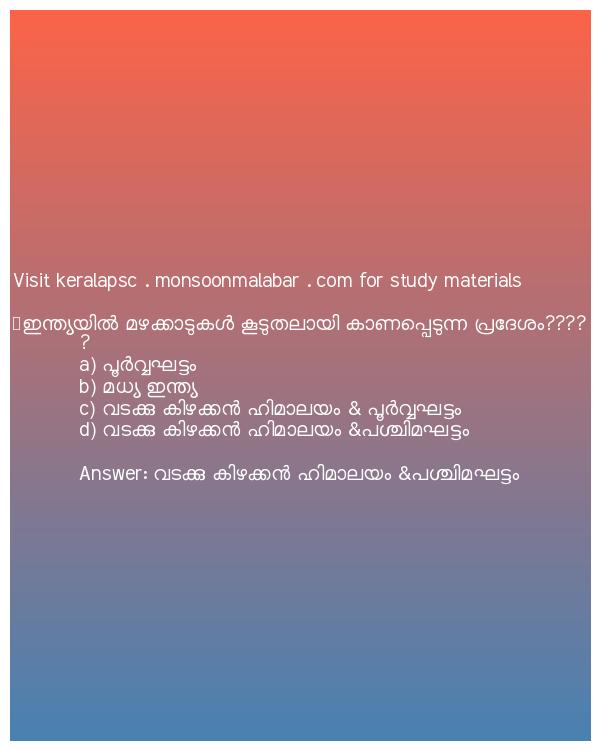 Visit keralapsc . monsoonmalabar . com for study materials
ഇന്ത്യയിൽ മഴക്കാടുകൾ കൂടുതലായി കാണപ്പെടുന്ന പ്രദേശം????
?
a) പൂർവ്വഘട്ടം
b) മധ്യ ഇന്ത്യ
c) വടക്കു കിഴക്കൻ ഹിമാലയം & പൂർവ്വഘട്ടം
d) വടക്കു കിഴക്കൻ ഹിമാലയം &പശ്ചിമഘട്ടം
Answer: വടക്കു കിഴക്കൻ ഹിമാലയം &പശ്ചിമഘട്ടം